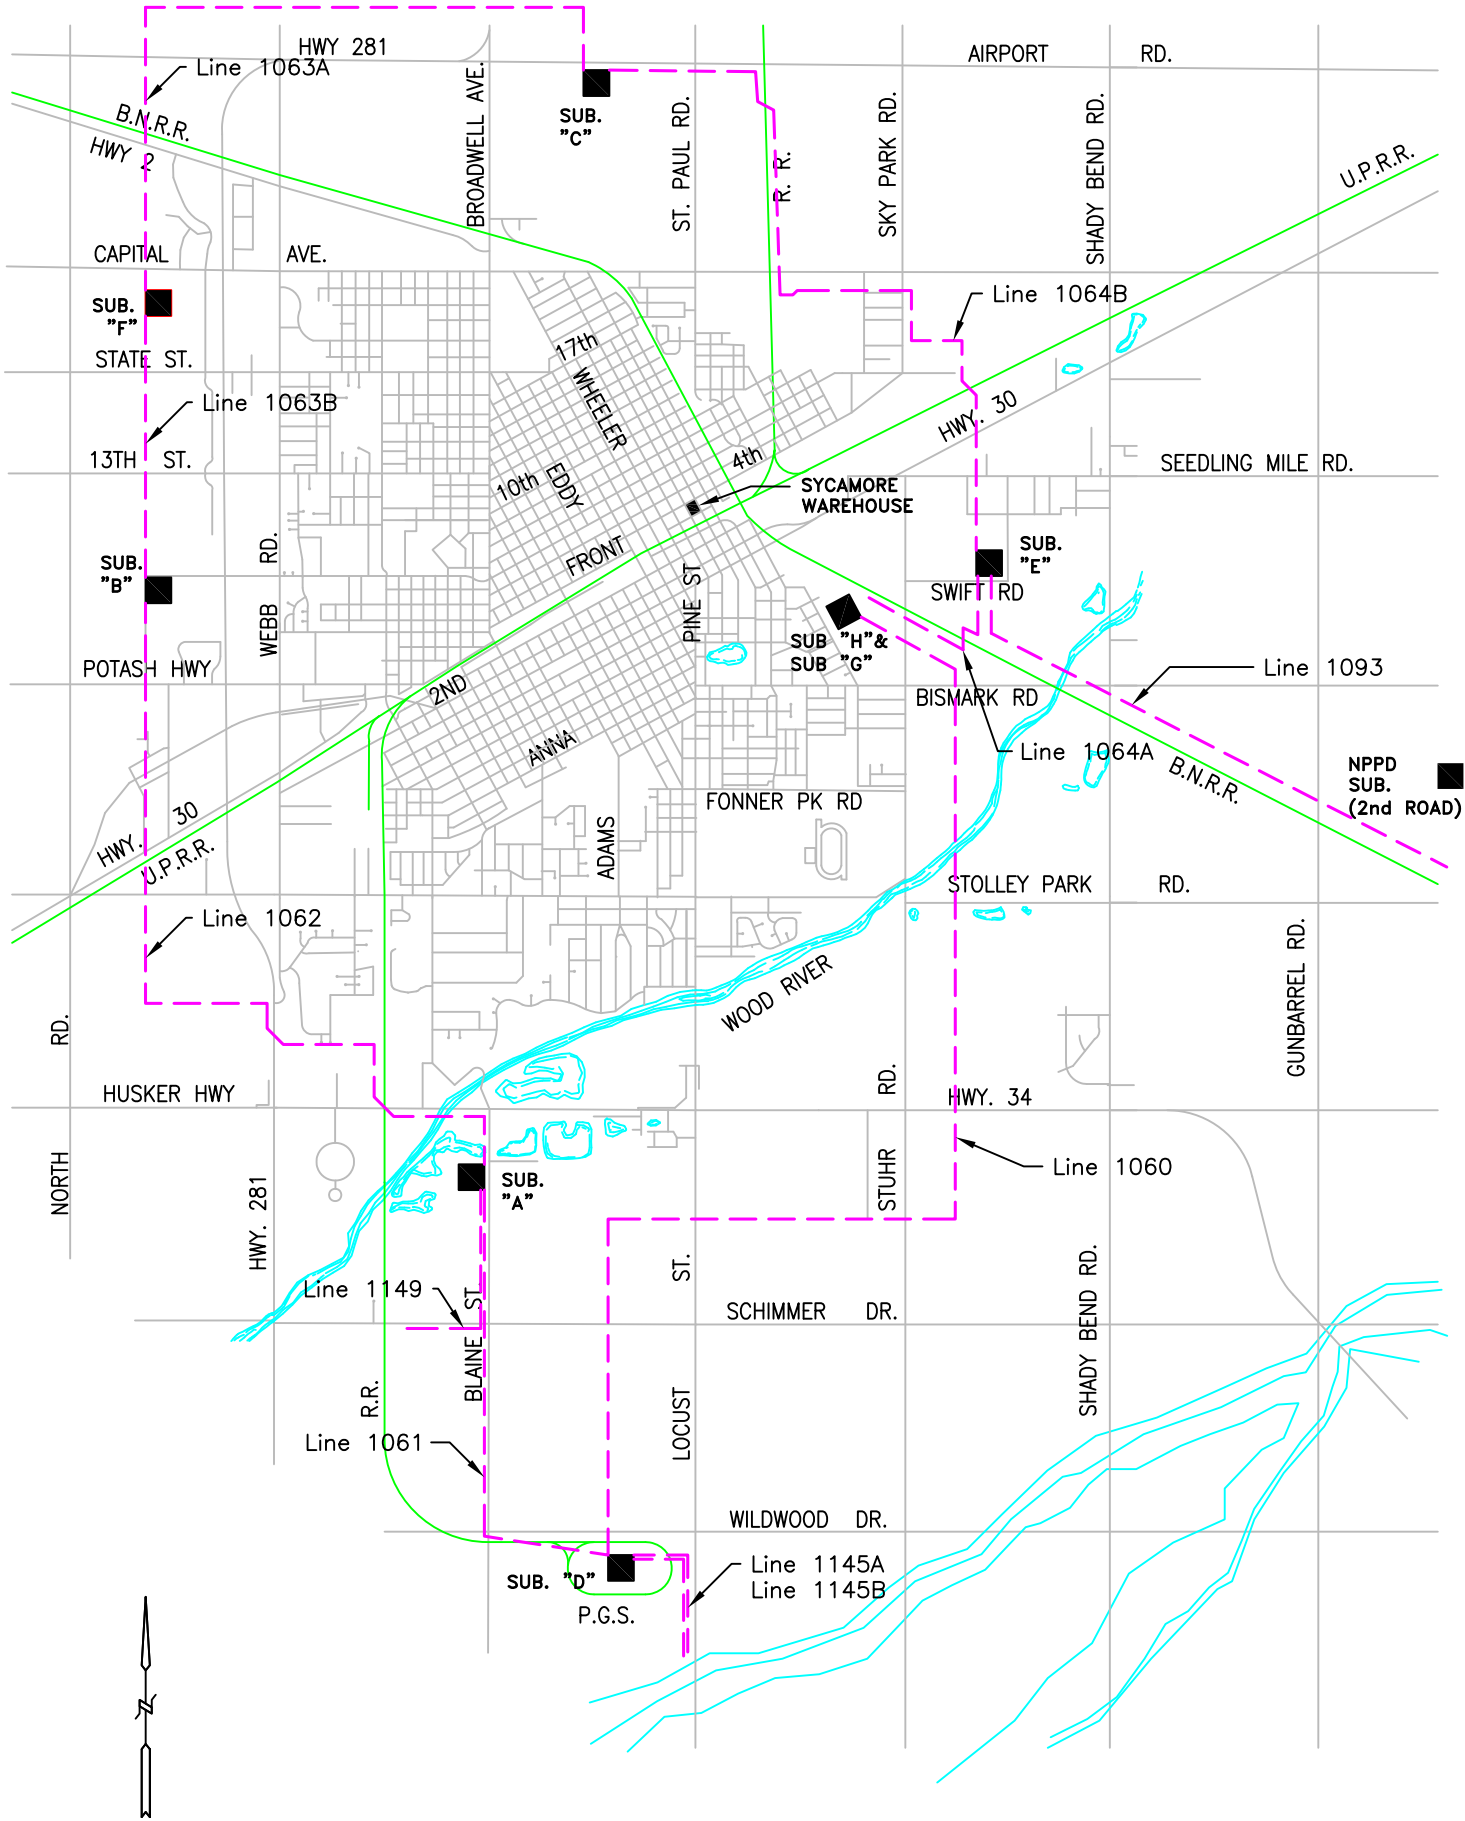 HWY 281
AIRPORT RD.
Line 1063A
BROADWELL AVE.
SUB.
"C"
ST. PAUL RD.
R. R.
SKY PARK RD.
SHADY BEND RD.
B.N.R.R.
HWY 2
U.P.R.R.
CAPITAL AVE.
SUB.
"F"
Line 1064B
STATE ST.
17th
WHEELER
Line 1063B
HWY. 30
13TH ST.
10th
EDDY
4th
SEEDLING MILE RD.
SYCAMORE
WAREHOUSE
SUB.
"B"
WEBB RD.
FRONT
PINE ST
SUB.
"E"
SWIFT RD
SUB "H"&
SUB "G"
POTASH HWY
2ND
BISMARK RD
Line 1093
ANNA
Line 1064A
B.N.R.R.
NPPD
SUB.
(2nd ROAD)
FONNER PK RD
HWY. 30
U.P.R.R.
ADAMS
STOLLEY PARK RD.
Line 1062
WOOD RIVER
GUNBARREL RD.
NORTH RD.
HUSKER HWY
STUHR RD.
HWY. 34
Line 1060
SUB.
"A"
HWY. 281
Line 1149
BLAINE ST.
LOCUST ST.
SCHIMMER DR.
SHADY BEND RD.
R.R.
Line 1061
WILDWOOD DR.
SUB. "D"
P.G.S.
Line 1145A
Line 1145B
N